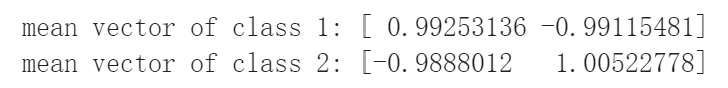 mean vector of class 1: [ 0.99253136 -0.99115481]
mean vector of class 2: [-0.9888012   1.00522778]